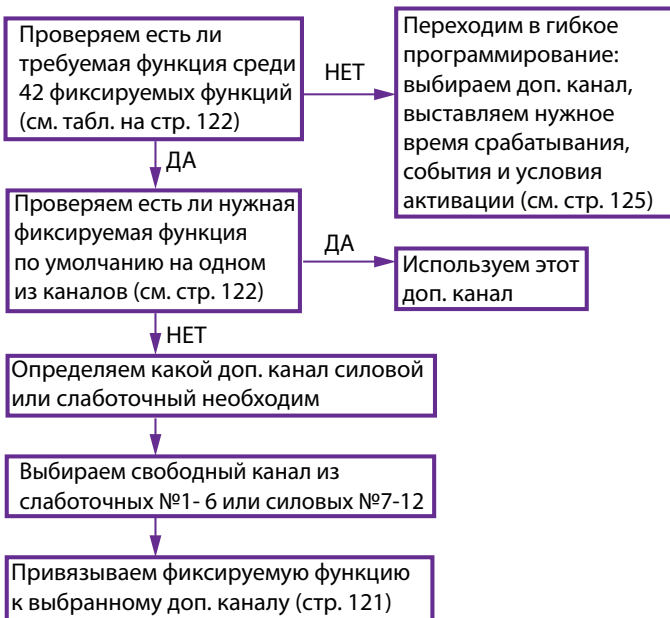 Проверяем есть ли
требуемая функция среди
42 фиксируемых функций
(см. табл. на стр. 122)
НЕТ
Переходим в гибкое
программирование:
выбираем доп. канал,
выставляем нужное
время срабатывания,
события и условия
активации (см. стр. 125)
ДА
Проверяем есть ли нужная
фиксируемая функция
по умолчанию на одном
из каналов (см. стр. 122)
ДА
Используем этот
доп. канал
НЕТ
Определяем какой доп. канал силовой
или слаботочный необходим
Выбираем свободный канал из
слаботочных №1- 6 или силовых №7-12
Привязываем фиксируемую функцию
к выбранному доп. каналу (стр. 121)